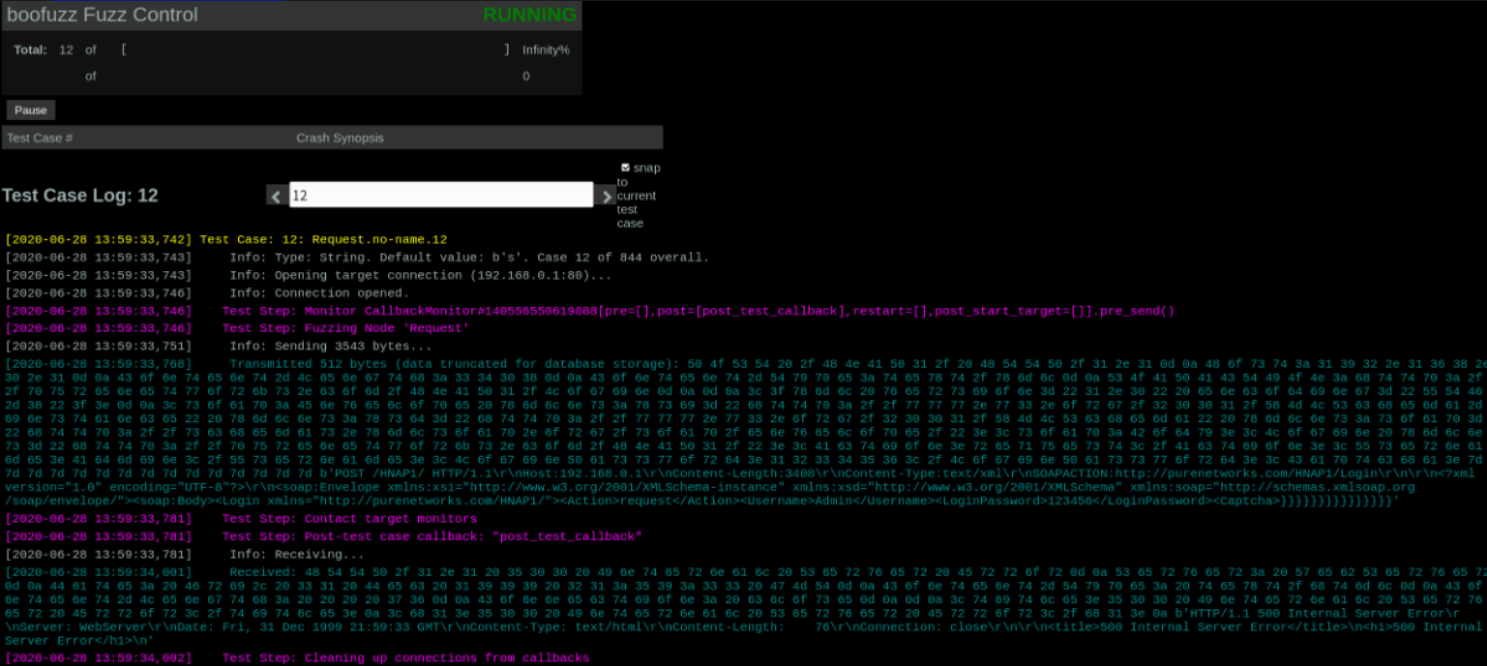 boofuzz Fuzz Control RUNNING
Total: 12 of [ ] Infinity%
of 0
Pause
Test Case # Crash Synopsis
snap
to
current
test
case
Test Case Log: 12 12
[2020-06-28 13:59:33,742] Test Case: 12: Request.no-name.12
[2020-06-28 13:59:33,743] Info: Type: String. Default value: b's'. Case 12 of 844 overall.
[2020-06-28 13:59:33,743] Info: Opening target connection (192.168.0.1:80)...
[2020-06-28 13:59:33,746] Info: Connection opened.
[2020-06-28 13:59:33,746] Test Step: Monitor CallbackMonitor#140556550619088[pre=[],post=[post_test_callback],restart=[],post_start_target=[]].pre_send()
[2020-06-28 13:59:33,746] Test Step: Fuzzing Node 'Request'
[2020-06-28 13:59:33,751] Info: Sending 3543 bytes...
[2020-06-28 13:59:33,768] Transmitted 512 bytes (data truncated for database storage): 50 4f 53 54 20 2f 48 4e 41 50 31 2f 20 48 54 54 50 2f 31 2e 31 0d 0a 48 6f 73 74 3a 31 39 32 2e 31 36 38 2e
30 2e 31 0d 0a 43 6f 6e 74 65 6e 74 2d 4c 65 6e 67 74 68 3a 33 34 30 38 0d 0a 43 6f 6e 74 65 6e 74 2d 54 79 70 65 3a 74 65 78 74 2f 78 6d 6c 0d 0a 53 4f 41 50 41 43 54 49 4f 4e 3a 68 74 74 70 3a 2f
2f 70 75 72 65 6e 65 74 77 6f 72 6b 73 2e 63 6f 6d 2f 48 4e 41 50 31 2f 4c 6f 67 69 6e 0d 0a 0d 0a 3c 3f 78 6d 6c 20 76 65 72 73 69 6f 6e 3d 22 31 2e 30 22 20 65 6e 63 6f 64 69 6e 67 3d 22 55 54 46
2d 38 22 3f 3e 0d 0a 3c 73 6f 61 70 3a 45 6e 76 65 6c 6f 70 65 20 78 6d 6c 6e 73 3a 78 73 69 3d 22 68 74 74 70 3a 2f 2f 77 77 77 2e 77 33 2e 6f 72 67 2f 32 30 30 31 2f 58 4d 4c 53 63 68 65 6d 61 2d
69 6e 73 74 61 6e 63 65 22 20 78 6d 6c 6e 73 3a 78 73 64 3d 22 68 74 74 70 3a 2f 2f 77 77 77 2e 77 33 2e 6f 72 67 2f 32 30 30 31 2f 58 4d 4c 53 63 68 65 6d 61 22 20 78 6d 6c 6e 73 3a 73 6f 61 70 3d
22 68 74 74 70 3a 2f 2f 73 63 68 65 6d 61 73 2e 78 6d 6c 73 6f 61 70 2e 6f 72 67 2f 73 6f 61 70 2f 65 6e 76 65 6c 6f 70 65 2f 22 3e 3c 73 6f 61 70 3a 42 6f 64 79 3e 3c 4c 6f 67 69 6e 20 78 6d 6c 6e
73 3d 22 68 74 74 70 3a 2f 2f 70 75 72 65 6e 65 74 77 6f 72 6b 73 2e 63 6f 6d 2f 48 4e 41 50 31 2f 22 3e 3c 41 63 74 69 6f 6e 3e 72 65 71 75 65 73 74 3c 2f 41 63 74 69 6f 6e 3e 3c 55 73 65 72 6e 61
6d 65 3e 41 64 6d 69 6e 3c 2f 55 73 65 72 6e 61 6d 65 3e 3c 4c 6f 67 69 6e 50 61 73 73 77 6f 72 64 3e 31 32 33 34 35 36 3c 2f 4c 6f 67 69 6e 50 61 73 73 77 6f 72 64 3e 3c 43 61 70 74 63 68 61 3e 7d
7d 7d 7d 7d 7d 7d 7d 7d 7d 7d 7d 7d 7d 7d b'POST /HNAP1/ HTTP/1.1\r\nHost:192.168.0.1\r\nContent-Length:3408\r\nContent-Type:text/xml\r\nSOAPACTION:http://purenetworks.com/HNAP1/Login\r\n\r\n<?xml
version="1.0" encoding="UTF-8"?>\r\n<soap:Envelope xmlns:xsi="http://www.w3.org/2001/XMLSchema-instance" xmlns:xsd="http://www.w3.org/2001/XMLSchema" xmlns:soap="http://schemas.xmlsoap.org
/soap/envelope/"><soap:Body><Login xmlns="http://purenetworks.com/HNAP1/"><Action>request</Action><Username>Admin</Username><LoginPassword>123456</LoginPassword><Captcha>}}}}}}}}}}}}}}}'
[2020-06-28 13:59:33,781] Test Step: Contact target monitors
[2020-06-28 13:59:33,781] Test Step: Post-test case callback: "post_test_callback"
[2020-06-28 13:59:33,781] Info: Receiving...
[2020-06-28 13:59:34,001] Received: 48 54 54 50 2f 31 2e 31 20 35 30 30 20 49 6e 74 65 72 6e 61 6c 20 53 65 72 76 65 72 20 45 72 72 6f 72 0d 0a 53 65 72 76 65 72 3a 20 57 65 62 53 65 72 76 65 72
0d 0a 44 61 74 65 3a 20 46 72 69 2c 20 33 31 20 44 65 63 20 31 39 39 39 20 32 31 3a 35 39 3a 33 33 20 47 4d 54 0d 0a 43 6f 6e 74 65 6e 74 2d 54 79 70 65 3a 20 74 65 78 74 2f 68 74 6d 6c 0d 0a 43 6f
6e 74 65 6e 74 2d 4c 65 6e 67 74 68 3a 20 20 20 20 37 36 0d 0a 43 6f 6e 6e 65 63 74 69 6f 6e 3a 20 63 6c 6f 73 65 0d 0a 0d 0a 3c 74 69 74 6c 65 3e 35 30 30 20 49 6e 74 65 72 6e 61 6c 20 53 65 72 76
65 72 20 45 72 72 6f 72 3c 2f 74 69 74 6c 65 3e 0a 3c 68 31 3e 35 30 30 20 49 6e 74 65 72 6e 61 6c 20 53 65 72 76 65 72 20 45 72 72 6f 72 3c 2f 68 31 3e 0a b'HTTP/1.1 500 Internal Server Error\r
\nServer: WebServer\r\nDate: Fri, 31 Dec 1999 21:59:33 GMT\r\nContent-Type: text/html\r\nContent-Length:    76\r\nConnection: close\r\n\r\n<title>500 Internal Server Error</title>\n<h1>500 Internal
Server Error</h1>\n'
[2020-06-28 13:59:34,002] Test Step: Cleaning up connections from callbacks